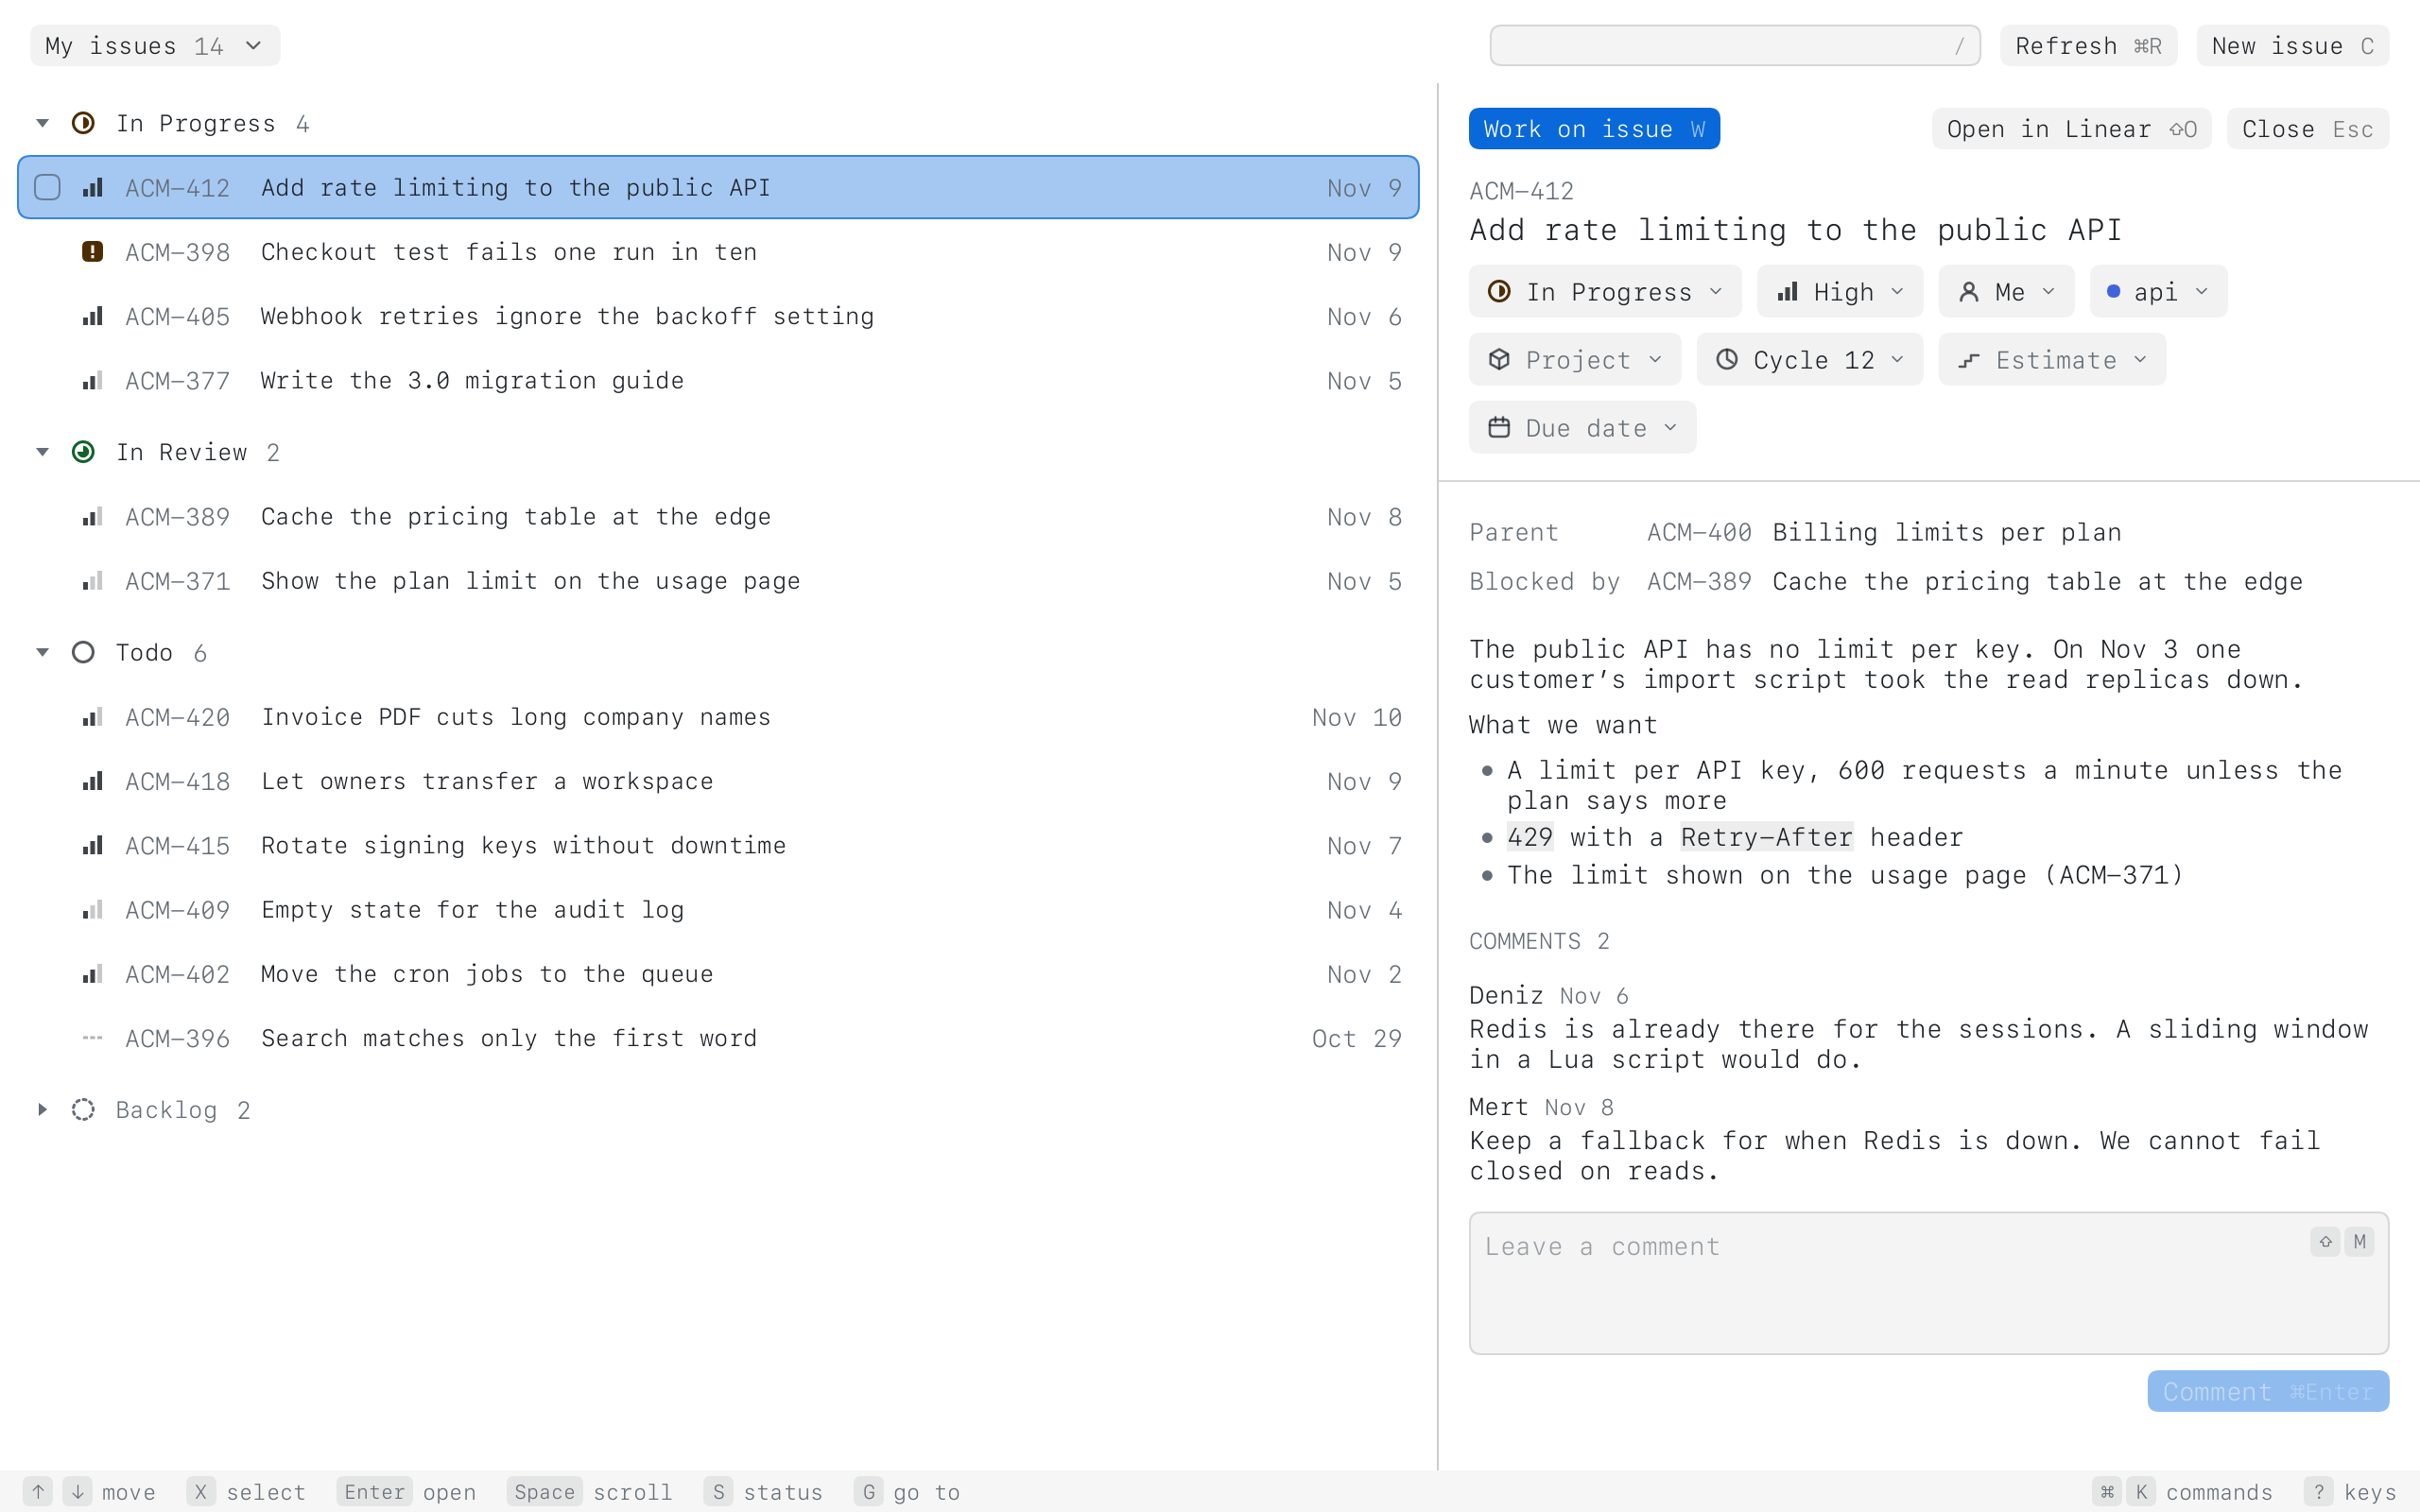 My issues 14
/
Refresh ⌘R
New issue C
In Progress 4
ACM-412 Add rate limiting to the public API Nov 9
ACM-398 Checkout test fails one run in ten Nov 9
ACM-405 Webhook retries ignore the backoff setting Nov 6
ACM-377 Write the 3.0 migration guide Nov 5
In Review 2
ACM-389 Cache the pricing table at the edge Nov 8
ACM-371 Show the plan limit on the usage page Nov 5
Todo 6
ACM-420 Invoice PDF cuts long company names Nov 10
ACM-418 Let owners transfer a workspace Nov 9
ACM-415 Rotate signing keys without downtime Nov 7
ACM-409 Empty state for the audit log Nov 4
ACM-402 Move the cron jobs to the queue Nov 2
ACM-396 Search matches only the first word Oct 29
Backlog 2
Work on issue W
Open in Linear ⇧O
Close Esc
ACM-412
Add rate limiting to the public API
In Progress High Me api
Project Cycle 12 Estimate
Due date
Parent ACM-400 Billing limits per plan
Blocked by ACM-389 Cache the pricing table at the edge
The public API has no limit per key. On Nov 3 one
customer’s import script took the read replicas down.
What we want
• A limit per API key, 600 requests a minute unless the
plan says more
• 429 with a Retry-After header
• The limit shown on the usage page (ACM-371)
COMMENTS 2
Deniz Nov 6
Redis is already there for the sessions. A sliding window
in a Lua script would do.
Mert Nov 8
Keep a fallback for when Redis is down. We cannot fail
closed on reads.
Leave a comment ⇧ M
Comment ⌘Enter
↑ ↓ move X select Enter open Space scroll S status G go to
⌘ K commands ? keys